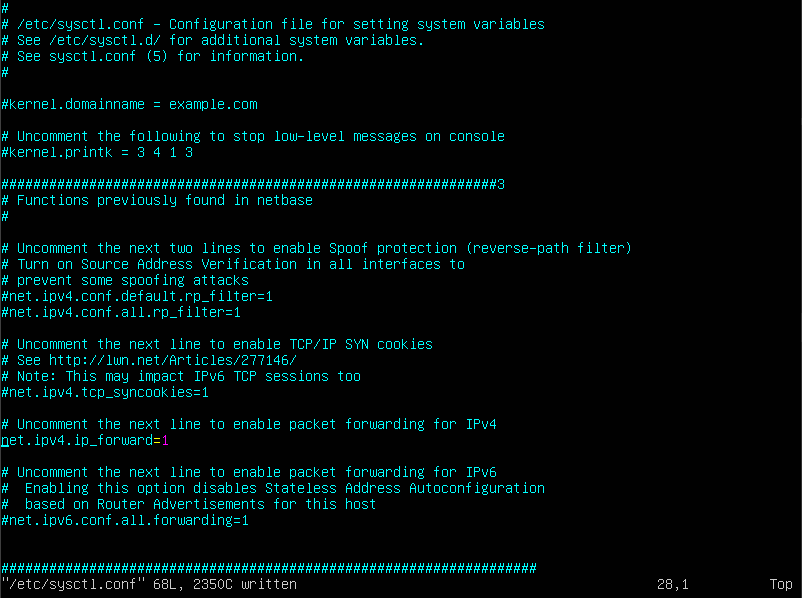 #
# /etc/sysctl.conf - Configuration file for setting system variables
# See /etc/sysctl.d/ for additional system variables.
# See sysctl.conf (5) for information.
#
#kernel.domainname = example.com
# Uncomment the following to stop low-level messages on console
#kernel.printk = 3 4 1 3
##############################################################3
# Functions previously found in netbase
#
# Uncomment the next two lines to enable Spoof protection (reverse-path filter)
# Turn on Source Address Verification in all interfaces to
# prevent some spoofing attacks
#net.ipv4.conf.default.rp_filter=1
#net.ipv4.conf.all.rp_filter=1
# Uncomment the next line to enable TCP/IP SYN cookies
# See http://lwn.net/Articles/277146/
# Note: This may impact IPv6 TCP sessions too
#net.ipv4.tcp_syncookies=1
# Uncomment the next line to enable packet forwarding for IPv4
net.ipv4.ip_forward=1
# Uncomment the next line to enable packet forwarding for IPv6
#  Enabling this option disables Stateless Address Autoconfiguration
#  based on Router Advertisements for this host
#net.ipv6.conf.all.forwarding=1
###################################################################
"/etc/sysctl.conf" 68L, 2350C written 28,1 Top